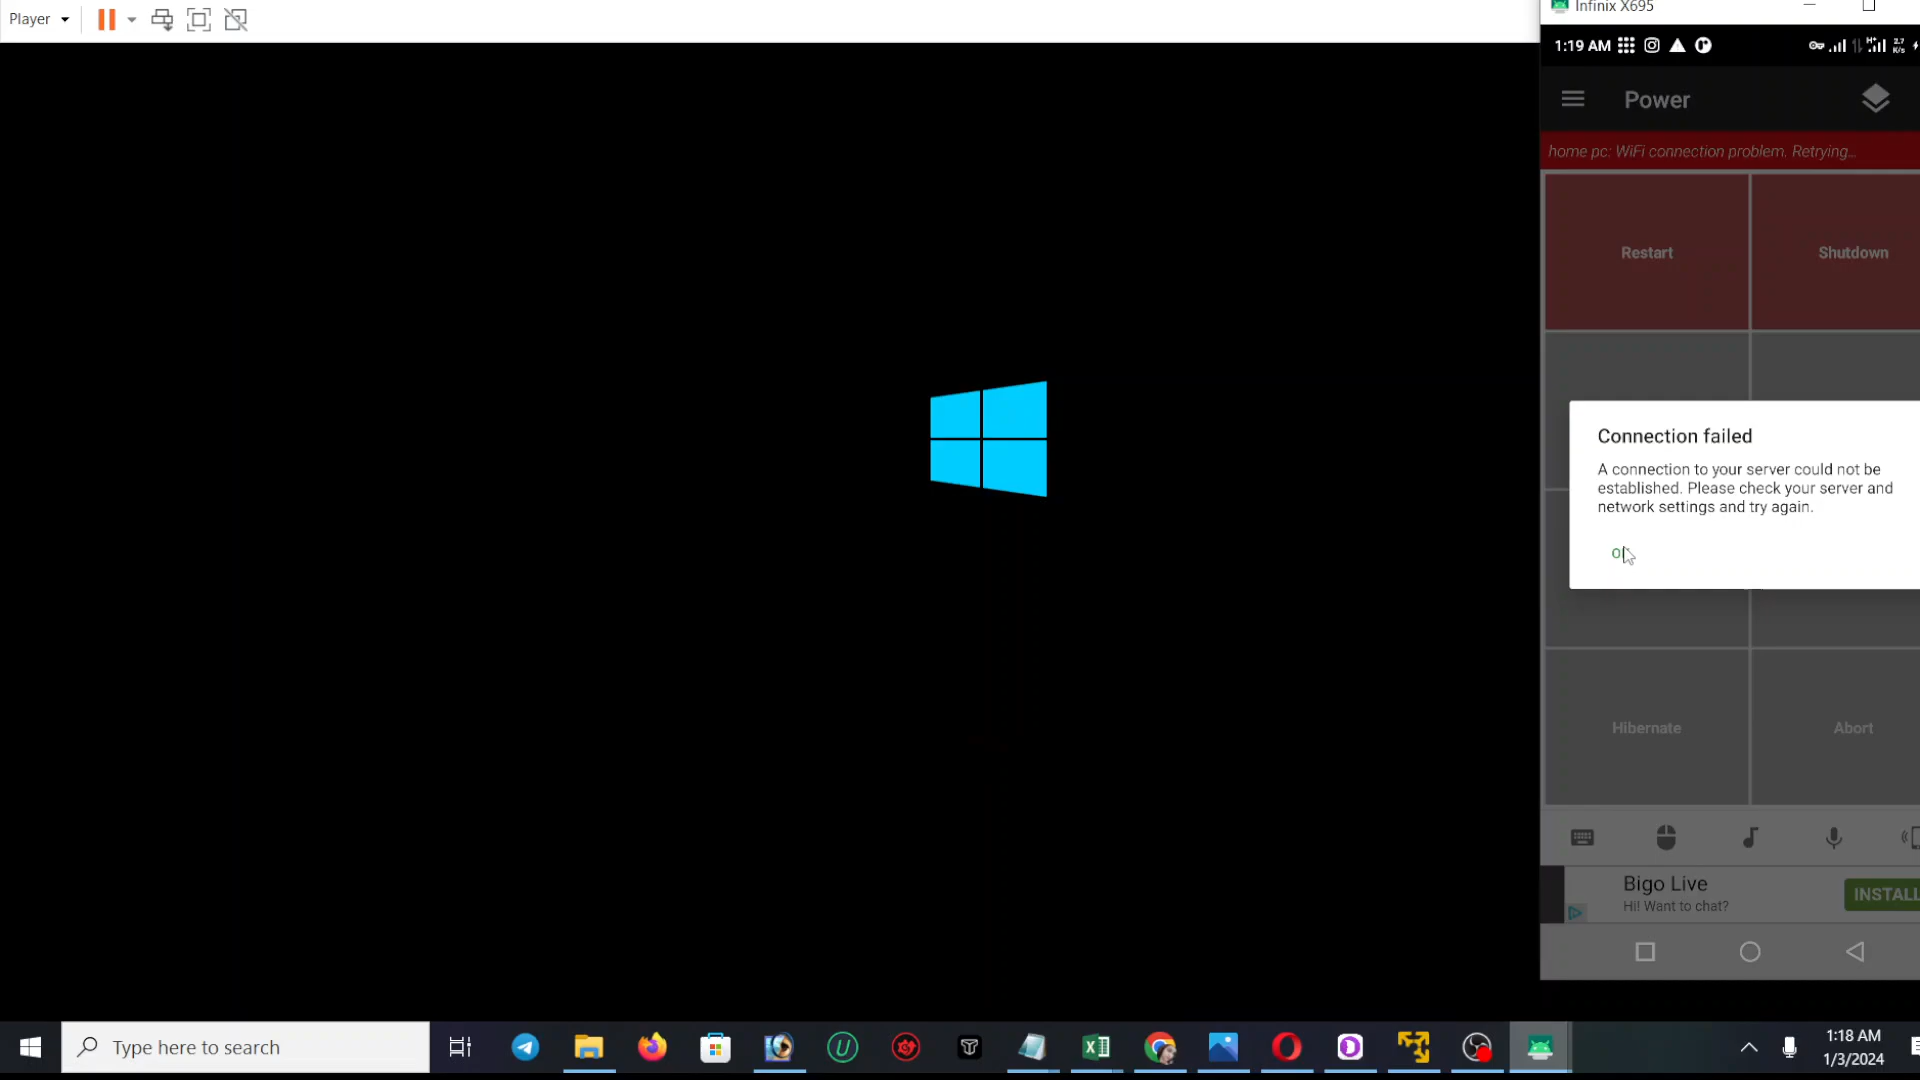 Player
Infinix X695
1:19 AM
2.7
K/s
Power
home pc: WiFi connection problem. Retrying...
Restart
Shutdown
Connection failed
A connection to your server could not be
established. Please check your server and
network settings and try again.
Hibernate
Abort
Bigo Live
Hi! Want to chat?
INSTALL
Type here to search
1:18 AM
1/3/2024